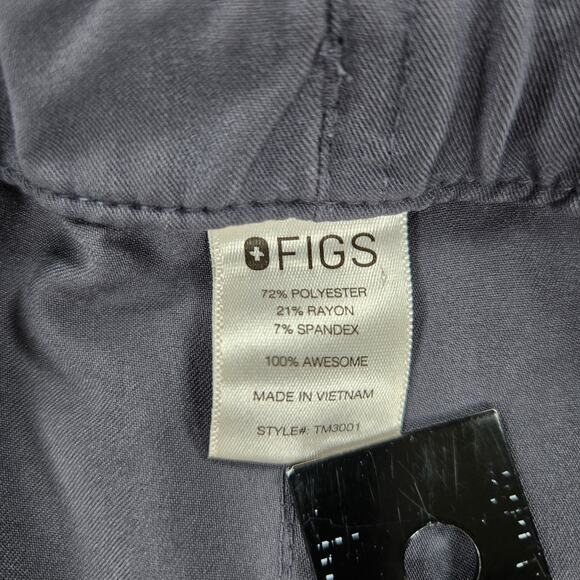 FIGS
72% POLYESTER
21% RAYON
7% SPANDEX
100% AWESOME
MADE IN VIETNAM
STYLE#: TM3001